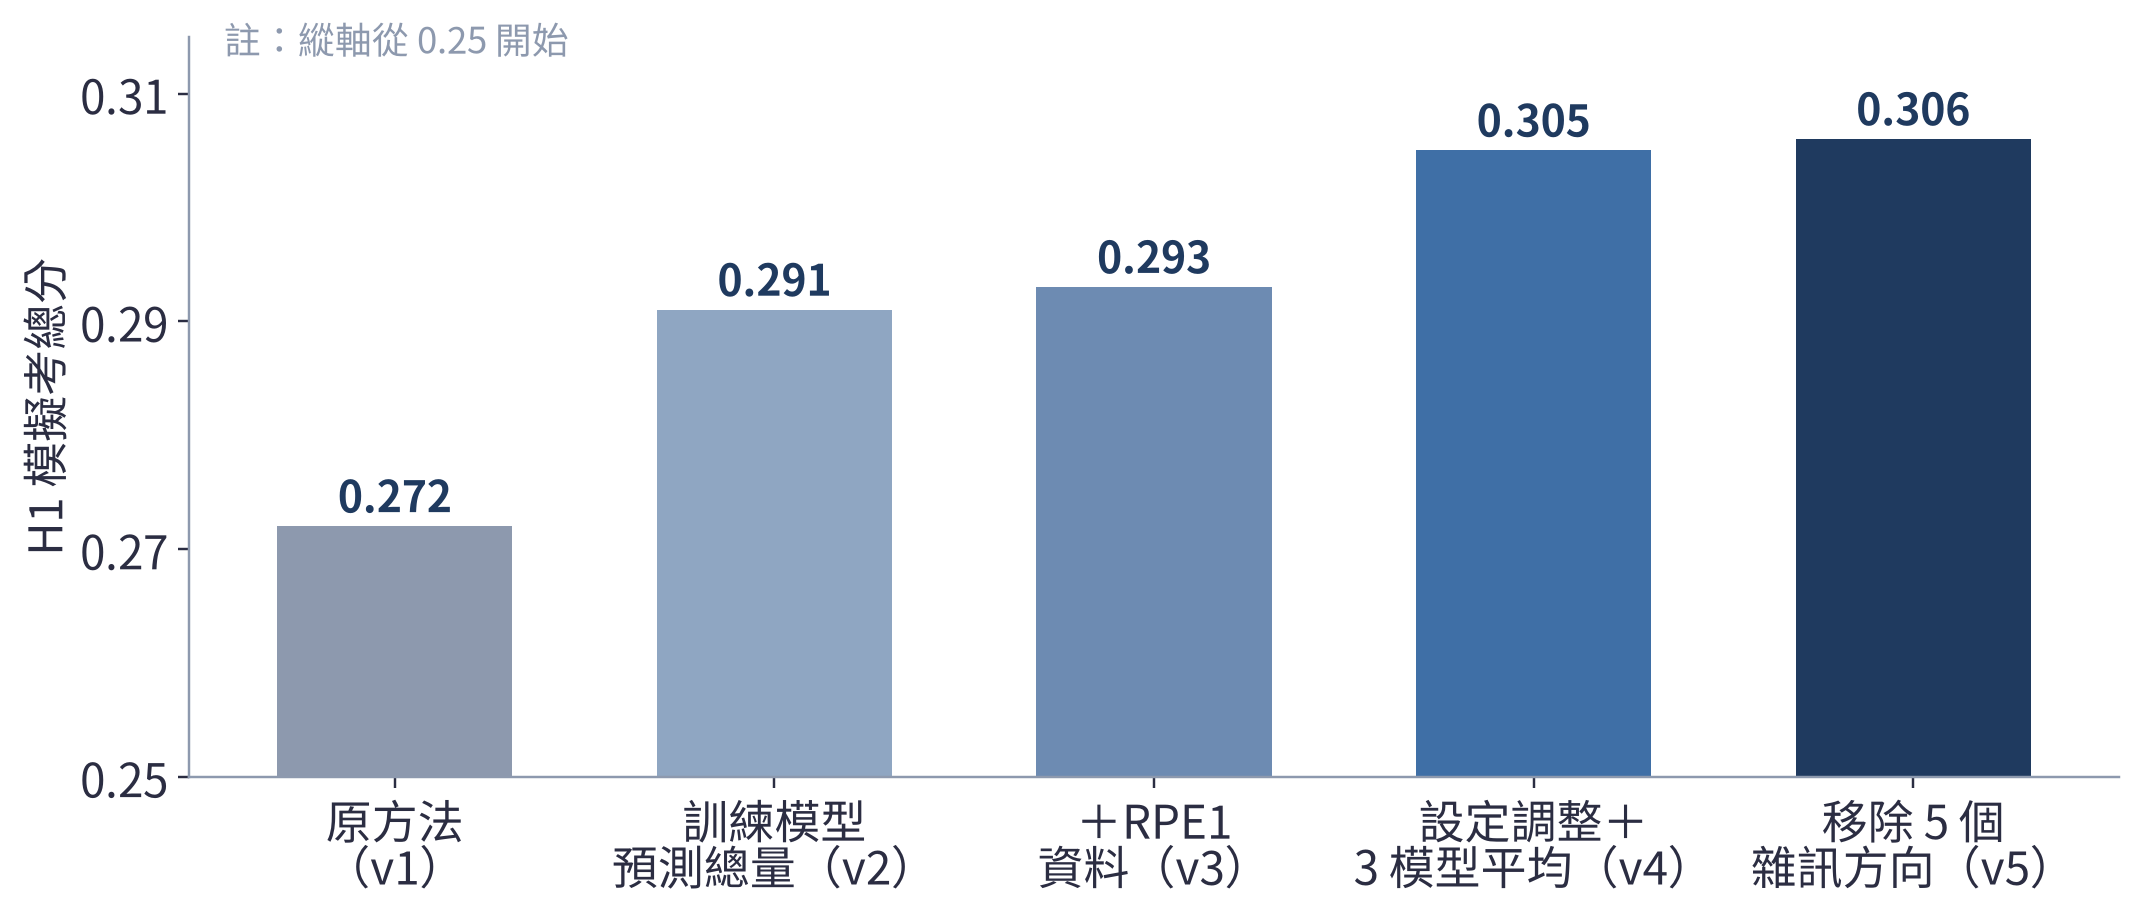 註：縱軸從 0.25 開始
H1 模擬考總分
0.31
0.29
0.27
0.25
0.272
0.291
0.293
0.305
0.306
原方法
（v1）
訓練模型
預測總量（v2）
＋RPE1
資料（v3）
設定調整＋
3 模型平均（v4）
移除 5 個
雜訊方向（v5）